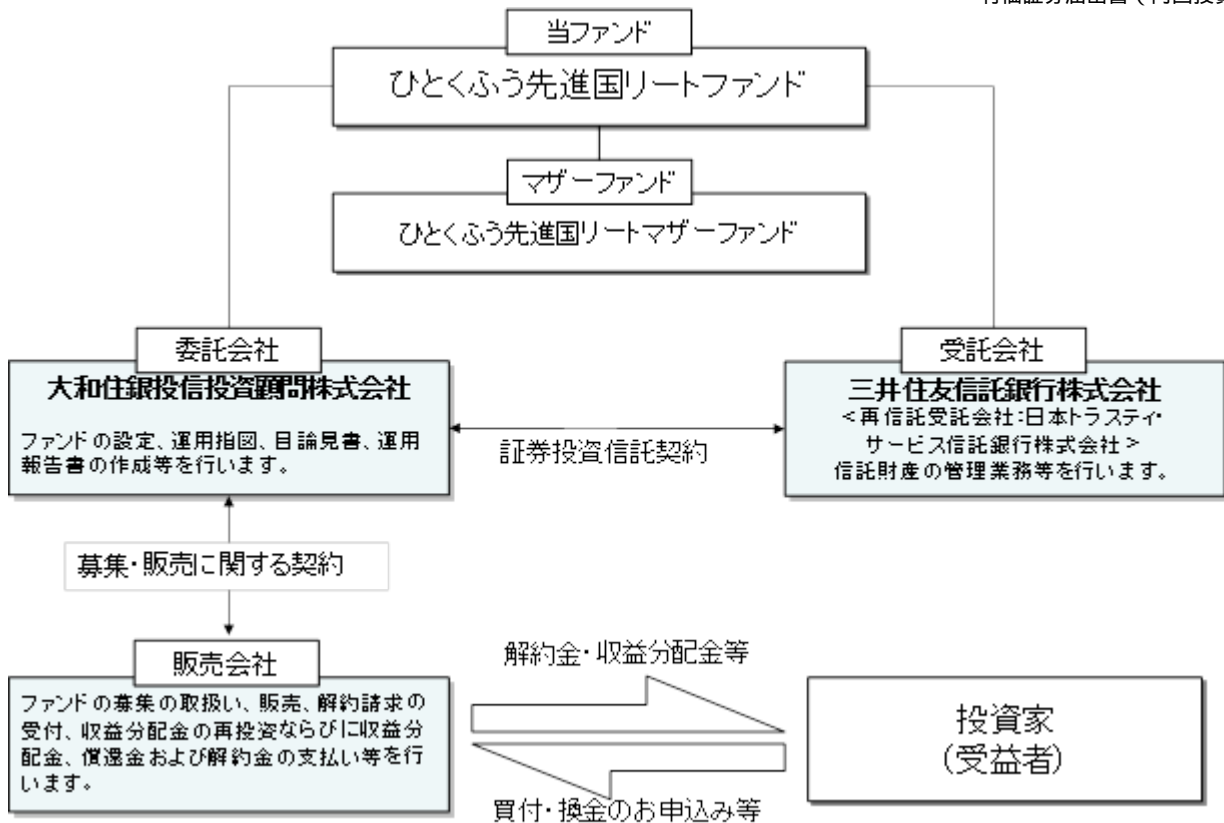 当ファンド
ひとくふう先進国リートファンド
マザーファンド
ひとくふう先進国リートマザーファンド
委託会社
大和住銀投信投資顧問株式会社
ファンドの設定、運用指図、目論見書、運用
報告書の作成等を行います。
証券投資信託契約
受託会社
三井住友信託銀行株式会社
<再信託受託会社:日本トラスティ・
サービス信託銀行株式会社>
信託財産の管理業務等を行います。
募集・販売に関する契約
販売会社
ファンドの募集の取扱い、販売、解約請求の
受付、収益分配金の再投資ならびに収益分
配金、償還金および解約金の支払い等を行
います。
解約金・収益分配金等
買付・換金のお申込み等
投資家
(受益者)